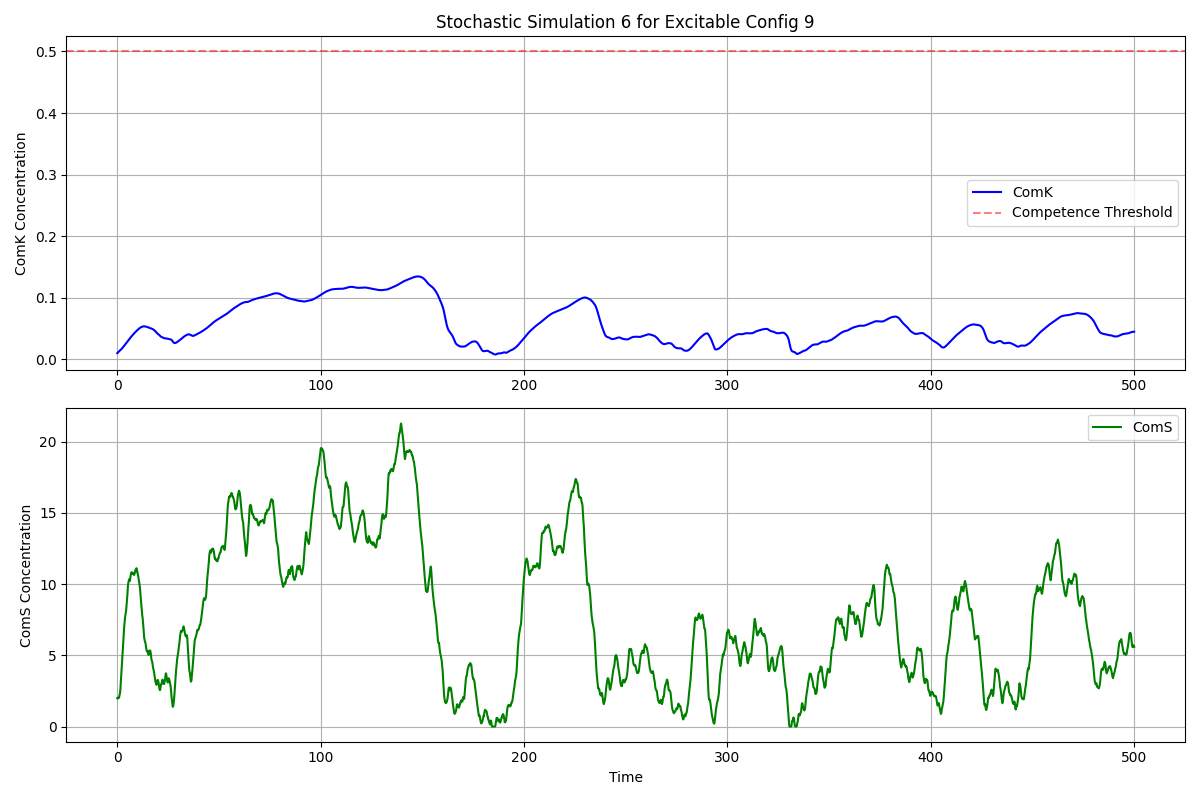 Stochastic Simulation 6 for Excitable Config 9
ComK Concentration
0.5
0.4
0.3
0.2
0.1
0.0
ComK
Competence Threshold
0 100 200 300 400 500
ComS Concentration
20
15
10
5
0
ComS
0 100 200 300 400 500
Time